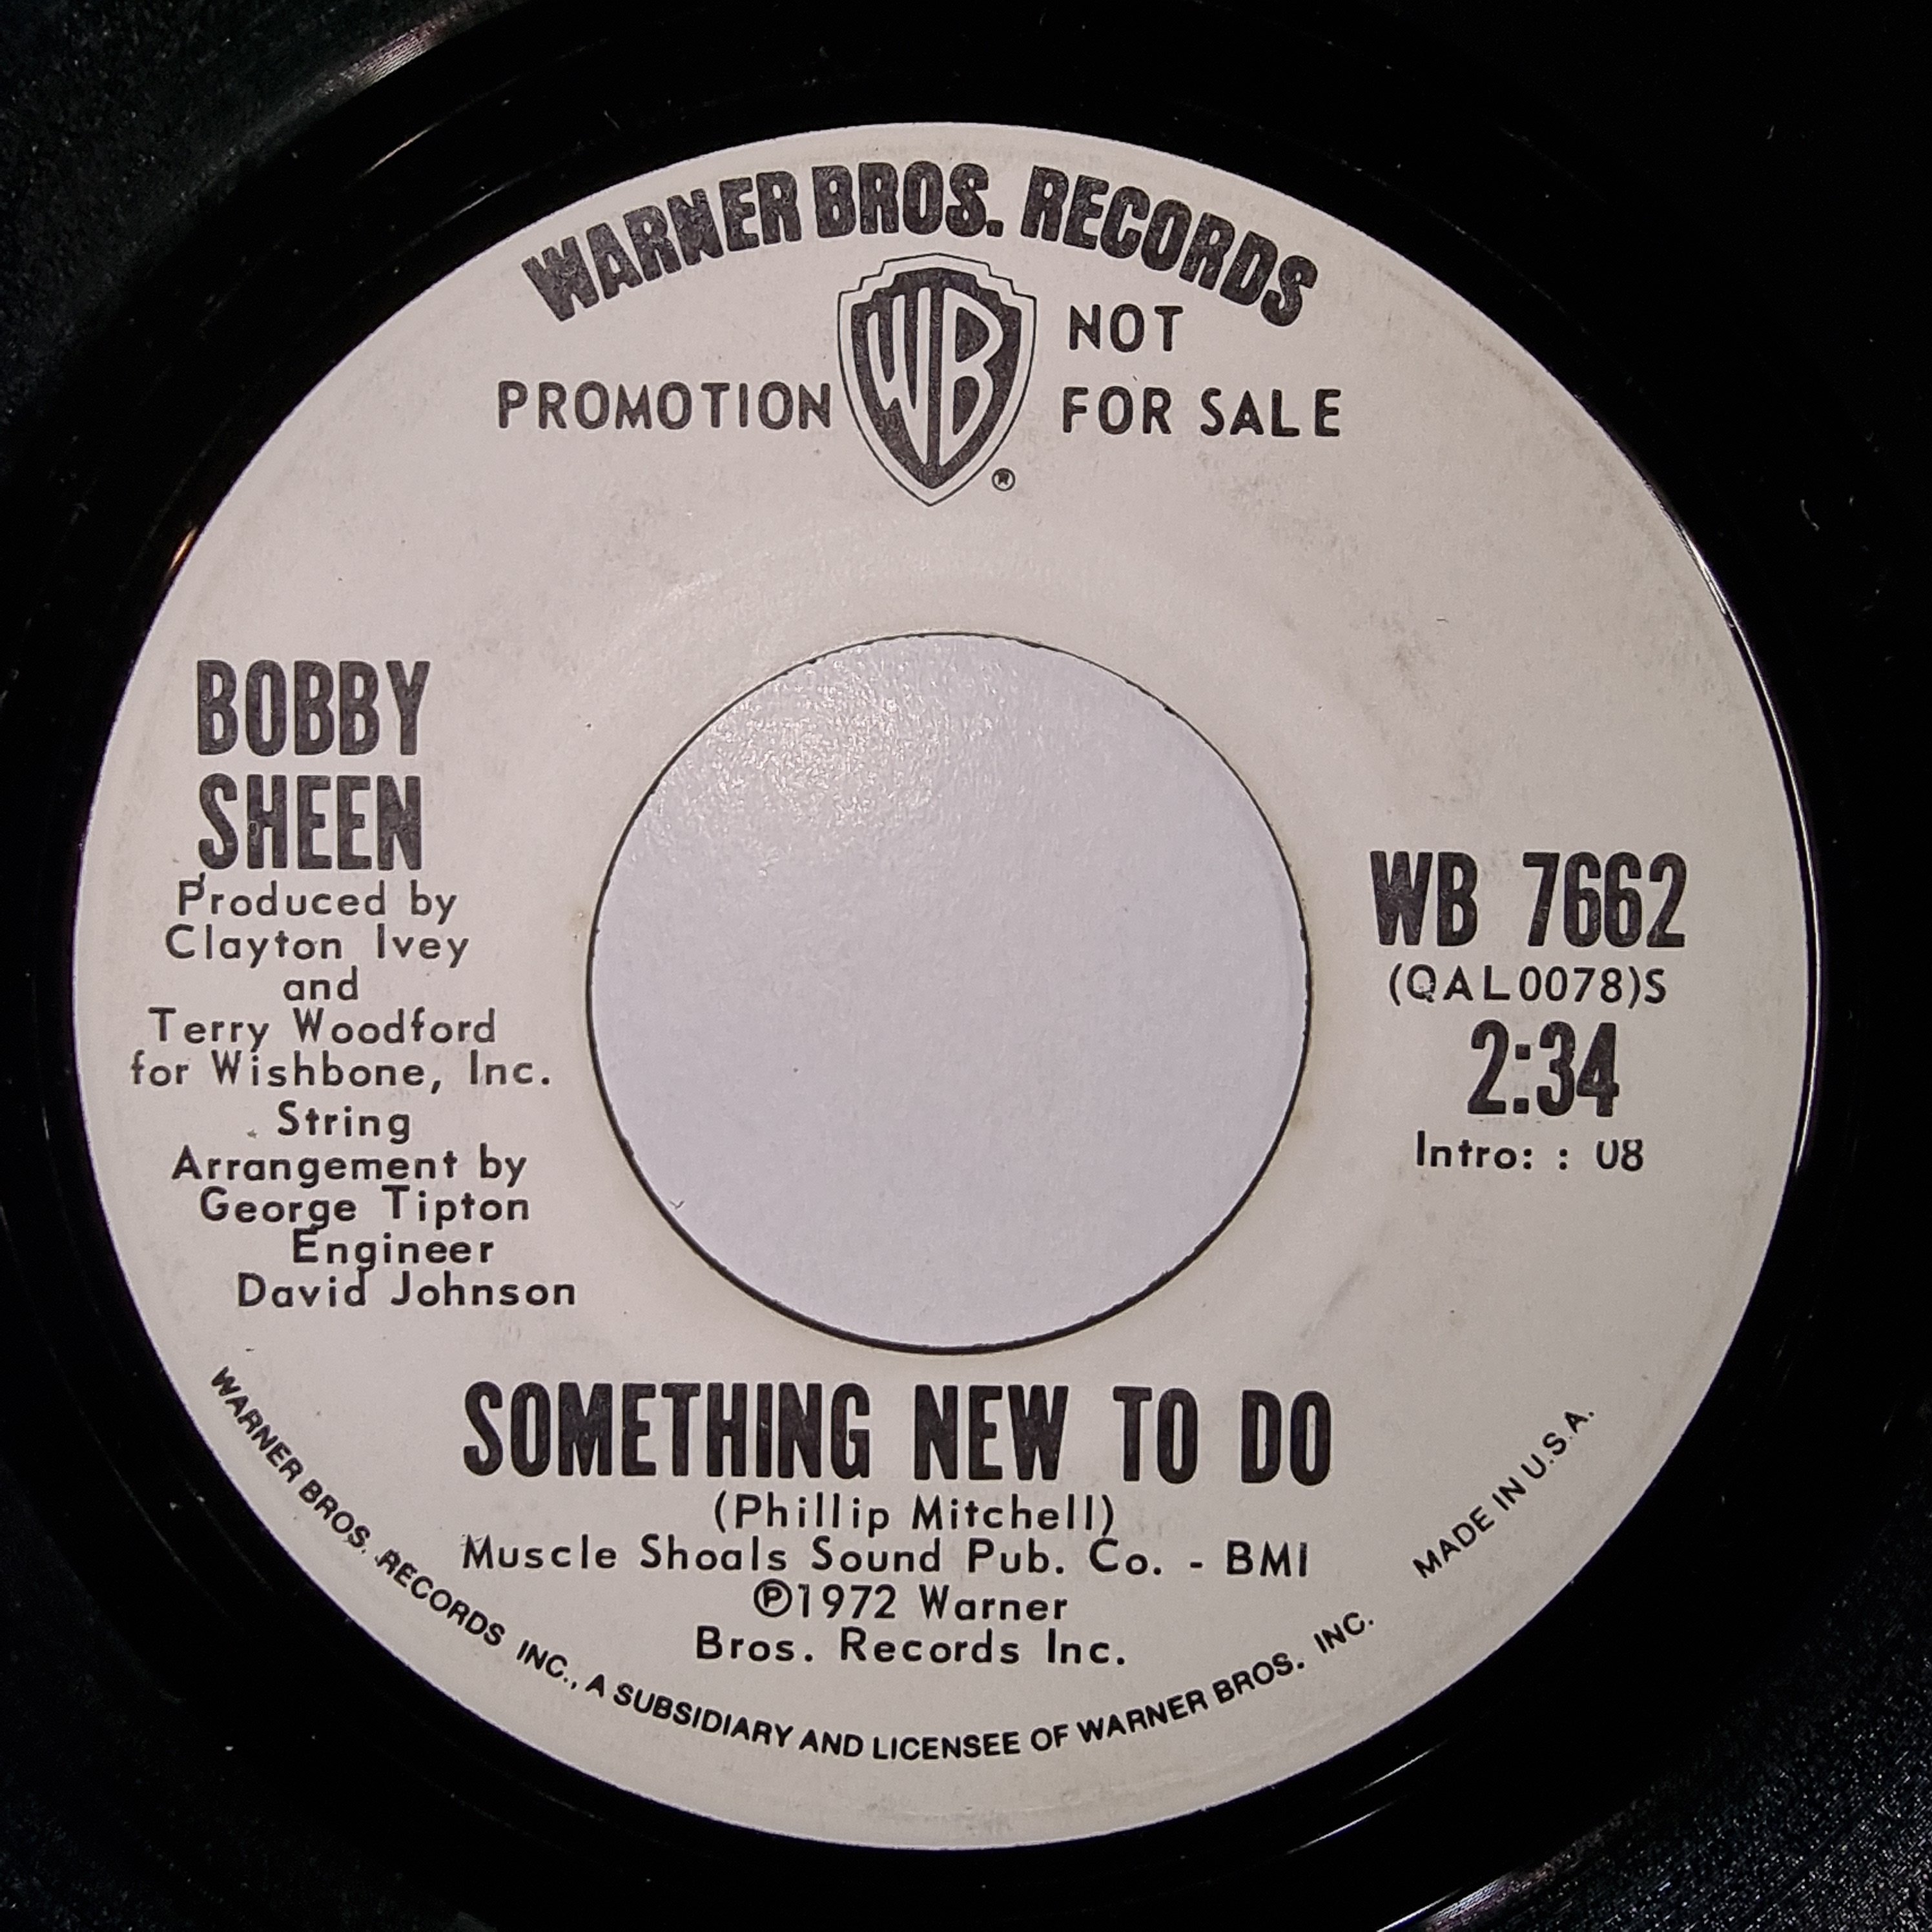 WARNER BROS. RECORDS
WB
®
PROMOTION
NOT
FOR SALE
BOBBY
SHEEN
Produced by
Clayton Ivey
and
Terry Woodford
for Wishbone, Inc.
String
Arrangement by
George Tipton
Engineer
David Johnson
WB 7662
(QAL0078)S
2:34
Intro: : 08
SOMETHING NEW TO DO
(Phillip Mitchell)
Muscle Shoals Sound Pub. Co. - BMI
℗1972 Warner
Bros. Records Inc.
WARNER BROS. RECORDS INC., A SUBSIDIARY AND LICENSEE OF WARNER BROS. INC.
MADE IN U.S.A.